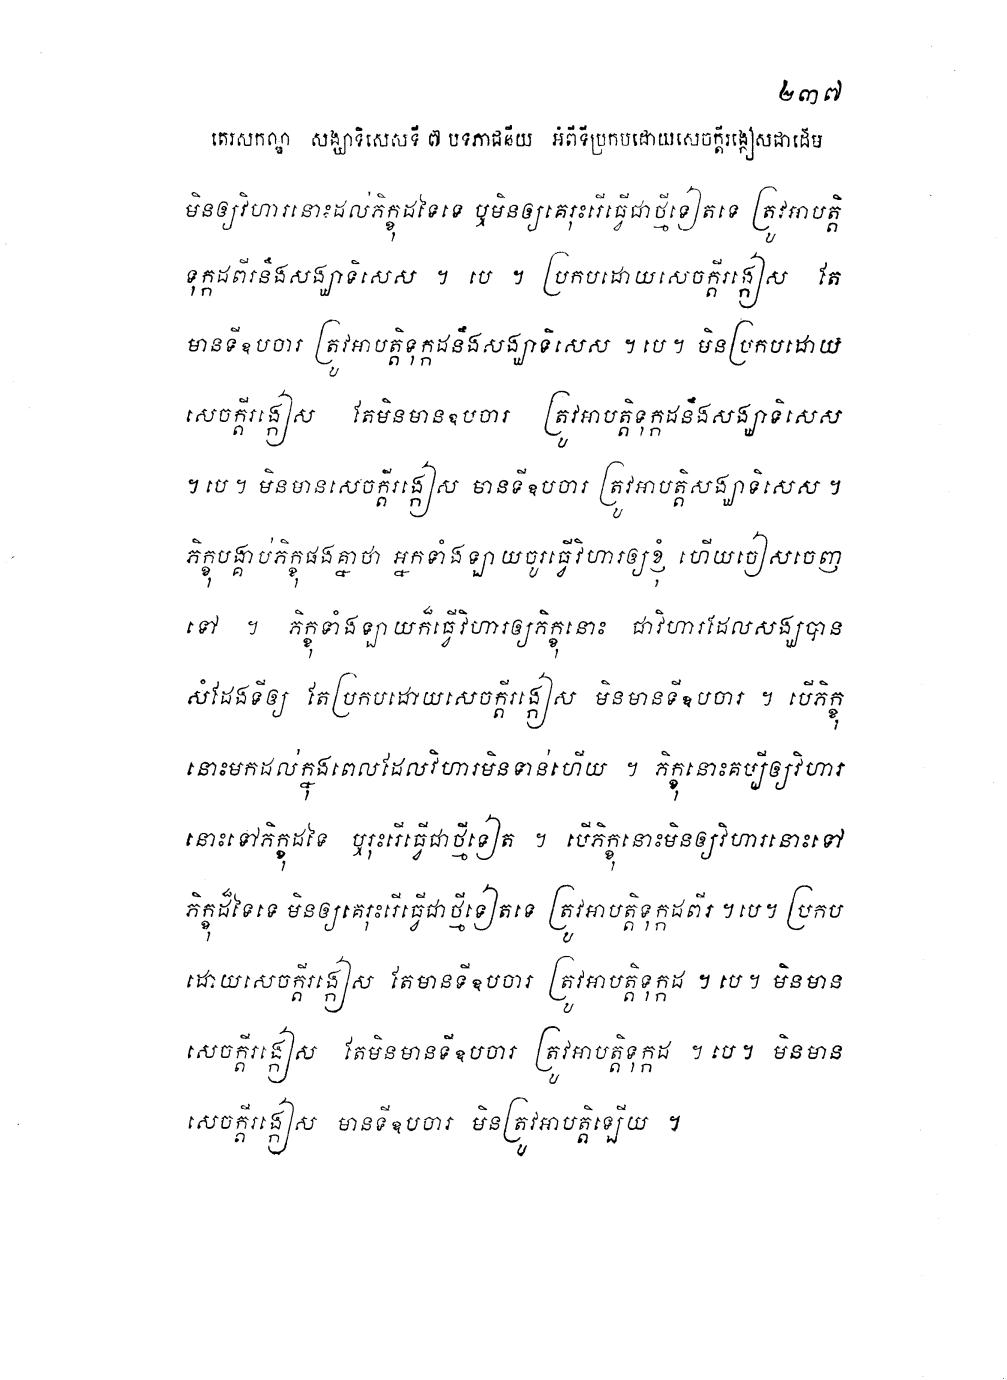 ២៣៧
តេរសកណ្ឌ សង្ឃាទិសេសទី ៧ បទភាជនីយ អំពីទីប្រកបដោយសេចក្តីរង្កៀសជាដើម
មិនឲ្យវិហារនោះដល់ភិក្ខុដទៃទេ ឬមិនឲ្យគេរុះរើធ្វើជាថ្មីទៀតទេ ត្រូវអាបត្តិ
ទុក្កដពីរនឹងសង្ឃាទិសេស ។ បេ ។ ប្រកបដោយសេចក្តីរង្កៀស តែ
មានទីឧបចារ ត្រូវអាបត្តិទុក្កដនឹងសង្ឃាទិសេស ។ បេ ។ មិនប្រកបដោយ
សេចក្តីរង្កៀស តែមិនមានឧបចារ ត្រូវអាបត្តិទុក្កដនឹងសង្ឃាទិសេស
។ បេ ។ មិនមានសេចក្តីរង្កៀស មានទីឧបចារ ត្រូវអាបត្តិសង្ឃាទិសេស ។
ភិក្ខុបង្គាប់ភិក្ខុផងគ្នាថា អ្នកទាំងឡាយចូរធ្វើវិហារឲ្យខ្ញុំ ហើយចៀសចេញ
ទៅ ។ ភិក្ខុទាំងឡាយក៏ធ្វើវិហារឲ្យភិក្ខុនោះ ជាវិហារដែលសង្ឃបាន
សំដែងទីឲ្យ តែប្រកបដោយសេចក្តីរង្កៀស មិនមានទីឧបចារ ។ បើភិក្ខុ
នោះមកដល់ក្នុងពេលដែលវិហារមិនទាន់ហើយ ។ ភិក្ខុនោះគប្បីឲ្យវិហារ
នោះទៅភិក្ខុដទៃ ឬរុះរើធ្វើជាថ្មីទៀត ។ បើភិក្ខុនោះមិនឲ្យវិហារនោះទៅ
ភិក្ខុដ៏ទៃទេ មិនឲ្យគេរុះរើធ្វើជាថ្មីទៀតទេ ត្រូវអាបត្តិទុក្កដពីរ ។ បេ ។ ប្រកប
ដោយសេចក្តីរង្កៀស តែមានទីឧបចារ ត្រូវអាបត្តិទុក្កដ ។ បេ ។ មិនមាន
សេចក្តីរង្កៀស តែមិនមានទីឧបចារ ត្រូវអាបត្តិទុក្កដ ។ បេ ។ មិនមាន
សេចក្តីរង្កៀស មានទីឧបចារ មិនត្រូវអាបត្តិឡើយ ។